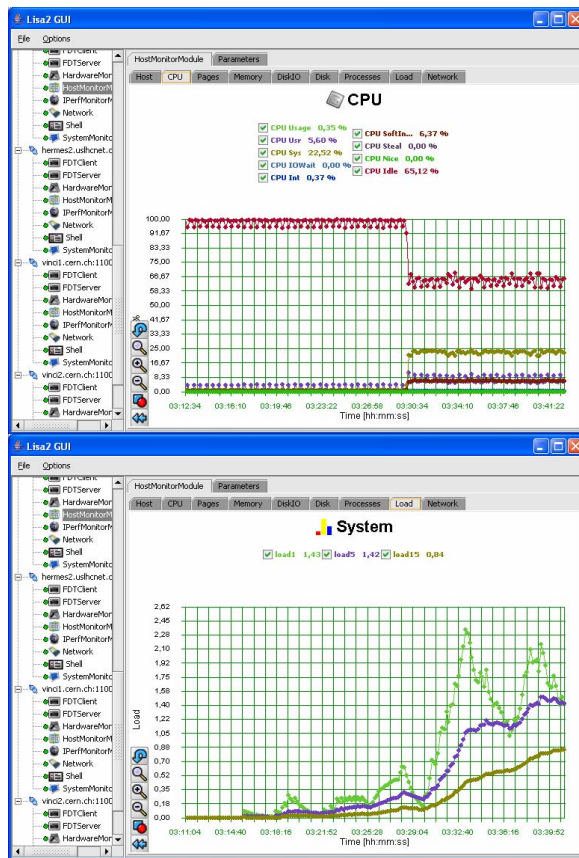 Lisa2 GUI
File Options
FDTClient
FDTServer
HardwareMor
HostMonitorM
IPerfMonitorM
Network
Shell
SystemMonito
hermes2.uslhcnet.c
FDTClient
FDTServer
HardwareMor
HostMonitorM
IPerfMonitorM
Network
Shell
SystemMonito
vinci1.cern.ch:1100
FDTClient
FDTServer
HardwareMor
HostMonitorM
IPerfMonitorM
Network
Shell
SystemMonito
vinci2.cern.ch:1100
FDTClient
FDTServer
HardwareMor
HostMonitorModule Parameters
Host CPU Pages Memory DiskIO Disk Processes Load Network
CPU
CPU Usage 0,35 %
CPU Usr 5,60 %
CPU Sys 22,52 %
CPU IOWait 0,00 %
CPU Int 0,37 %
CPU SoftIn... 6,37 %
CPU Steal 0,00 %
CPU Nice 0,00 %
CPU Idle 65,12 %
100,00
91,67
83,33
75,00
66,67
58,33
50,00
41,67
33,33
25,00
16,67
8,33
0,00
%
03:12:34 03:16:10 03:19:46 03:23:22 03:26:58 03:30:34 03:34:10 03:37:46 03:41:22
Time [hh:mm:ss]
Lisa2 GUI
File Options
FDTClient
FDTServer
HardwareMor
HostMonitorM
IPerfMonitorM
Network
Shell
SystemMonito
hermes2.uslhcnet.c
FDTClient
FDTServer
HardwareMor
HostMonitorM
IPerfMonitorM
Network
Shell
SystemMonito
vinci1.cern.ch:1100
FDTClient
FDTServer
HardwareMor
HostMonitorM
IPerfMonitorM
Network
Shell
SystemMonito
vinci2.cern.ch:1100
FDTClient
FDTServer
HardwareMor
HostMonitorModule Parameters
Host CPU Pages Memory DiskIO Disk Processes Load Network
System
load1 1,43 load5 1,42 load15 0,84
2,62
2,45
2,28
2,10
1,92
1,75
1,58
1,40
1,22
1,05
0,88
0,70
0,52
0,35
0,18
0,00
Load
03:11:04 03:14:40 03:18:16 03:21:52 03:25:28 03:29:04 03:32:40 03:36:16 03:39:52
Time [hh:mm:ss]